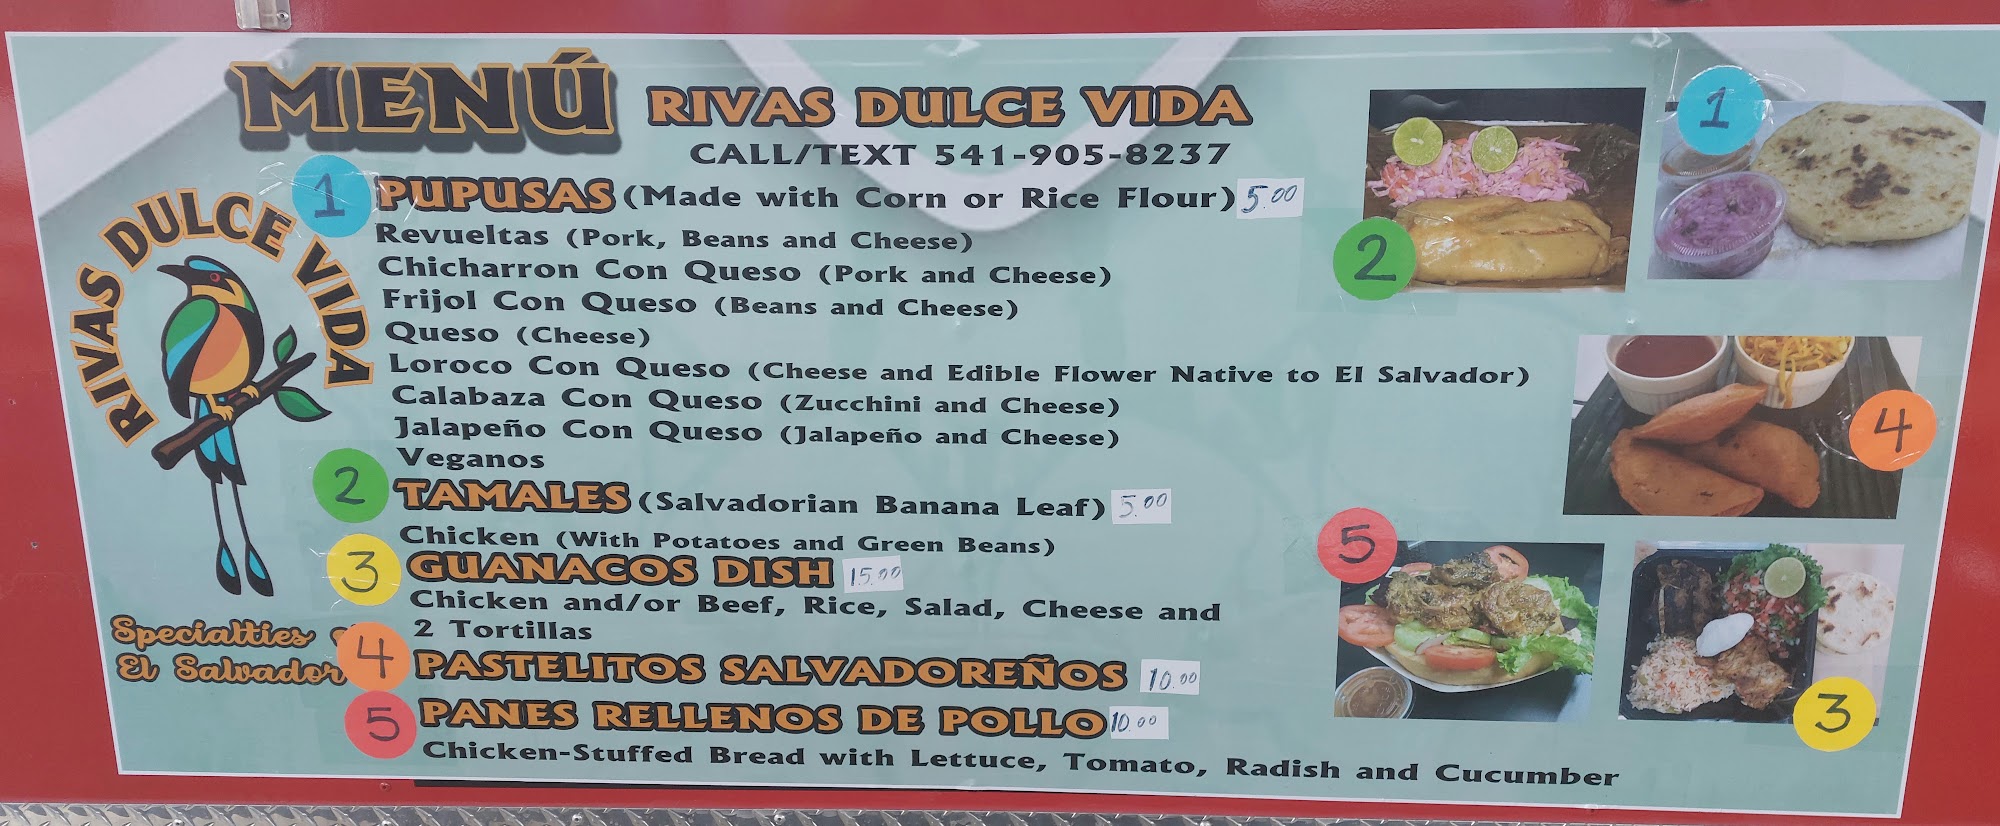 MENÚ
RIVAS DULCE VIDA
CALL/TEXT 541-905-8237
RIVAS DULCE VIDA
Specialties
El Salvador
1 PUPUSAS (Made with Corn or Rice Flour) 5.00
Revueltas (Pork, Beans and Cheese)
Chicharron Con Queso (Pork and Cheese)
Frijol Con Queso (Beans and Cheese)
Queso (Cheese)
Loroco Con Queso (Cheese and Edible Flower Native to El Salvador)
Calabaza Con Queso (Zucchini and Cheese)
Jalapeño Con Queso (Jalapeño and Cheese)
Veganos
2 TAMALES (Salvadorian Banana Leaf) 5.00
Chicken (With Potatoes and Green Beans)
3 GUANACOS DISH 15.00
Chicken and/or Beef, Rice, Salad, Cheese and
2 Tortillas
4 PASTELITOS SALVADOREÑOS 10.00
5 PANES RELLENOS DE POLLO 10.00
Chicken-Stuffed Bread with Lettuce, Tomato, Radish and Cucumber
1
2
4
5
3